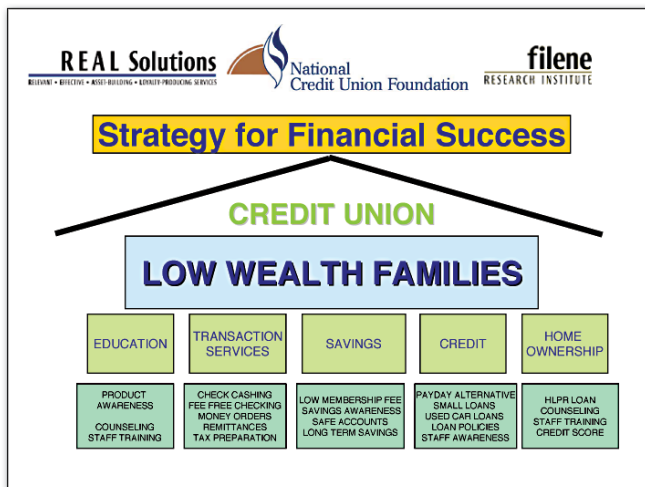 REAL Solutions
RELEVANT • EFFECTIVE • ASSET-BUILDING • LOYALTY-PRODUCING SERVICES
National
Credit Union Foundation
filene
RESEARCH INSTITUTE
Strategy for Financial Success
CREDIT UNION
LOW WEALTH FAMILIES
EDUCATION
TRANSACTION
SERVICES
SAVINGS
CREDIT
HOME
OWNERSHIP
PRODUCT
AWARENESS
COUNSELING
STAFF TRAINING
CHECK CASHING
FEE FREE CHECKING
MONEY ORDERS
REMITTANCES
TAX PREPARATION
LOW MEMBERSHIP FEE
SAVINGS AWARENESS
SAFE ACCOUNTS
LONG TERM SAVINGS
PAYDAY ALTERNATIVE
SMALL LOANS
USED CAR LOANS
LOAN POLICIES
STAFF AWARENESS
HLPR LOAN
COUNSELING
STAFF TRAINING
CREDIT SCORE